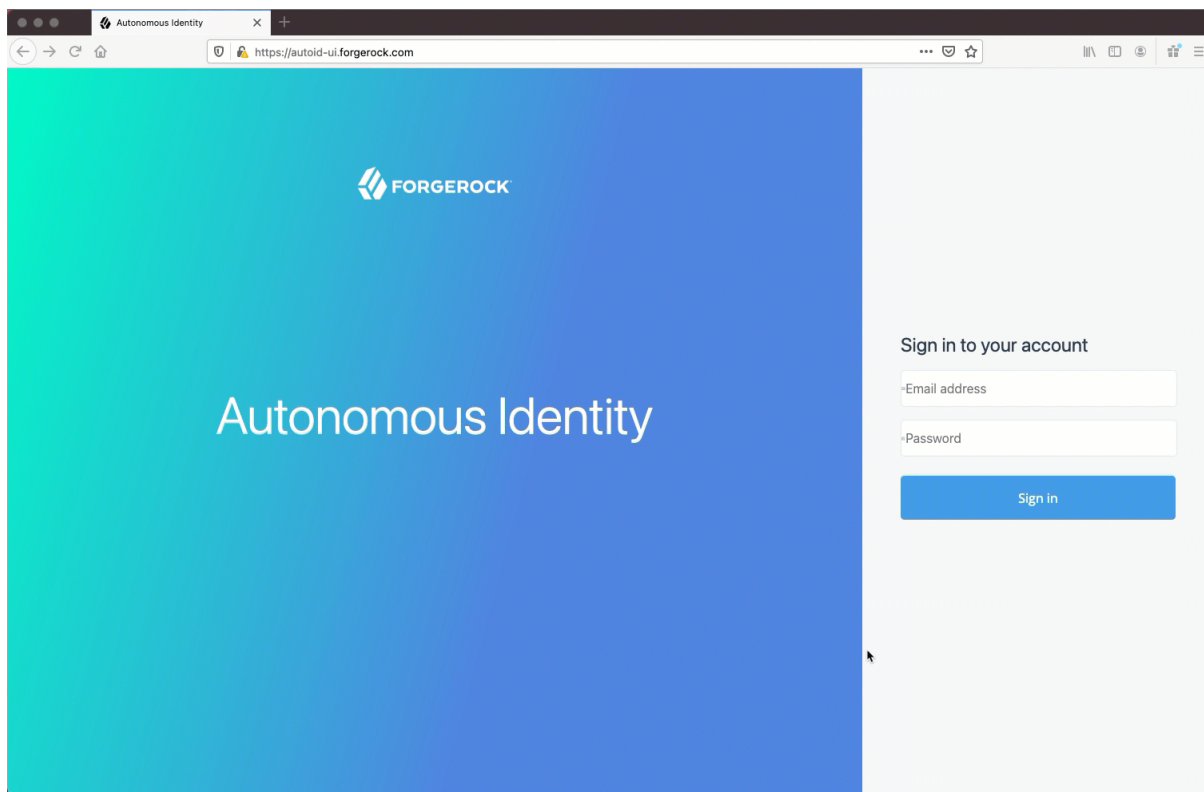 Autonomous Identity
https://autoid-ui.forgerock.com
FORGEROCK
Autonomous Identity
Sign in to your account
Email address
Password
Sign in